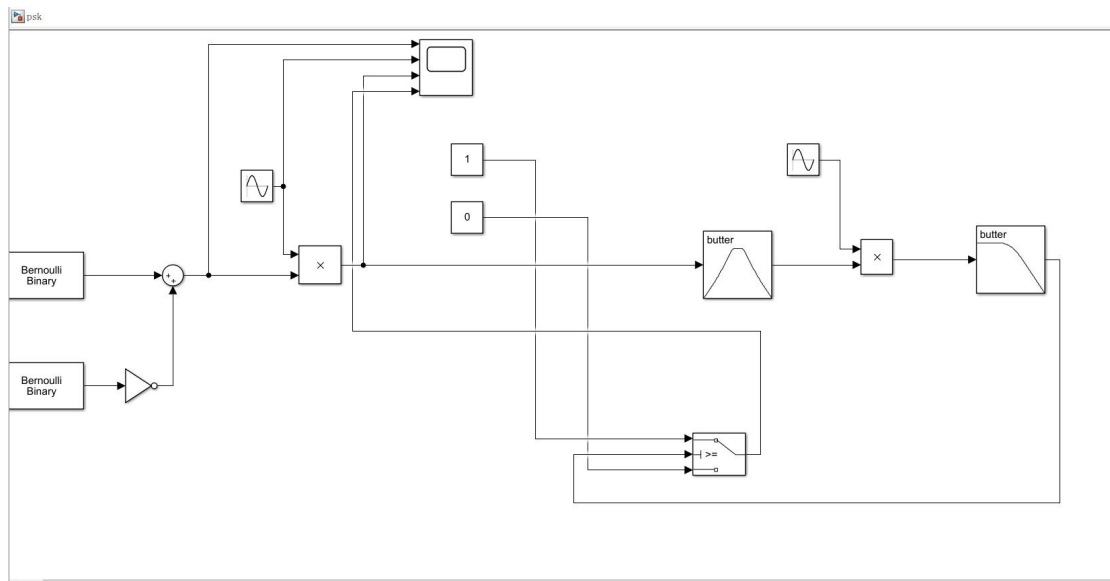 psk
1
0
butter
butter
Bernoulli
Binary
×
×
+
+
Bernoulli
Binary
>=